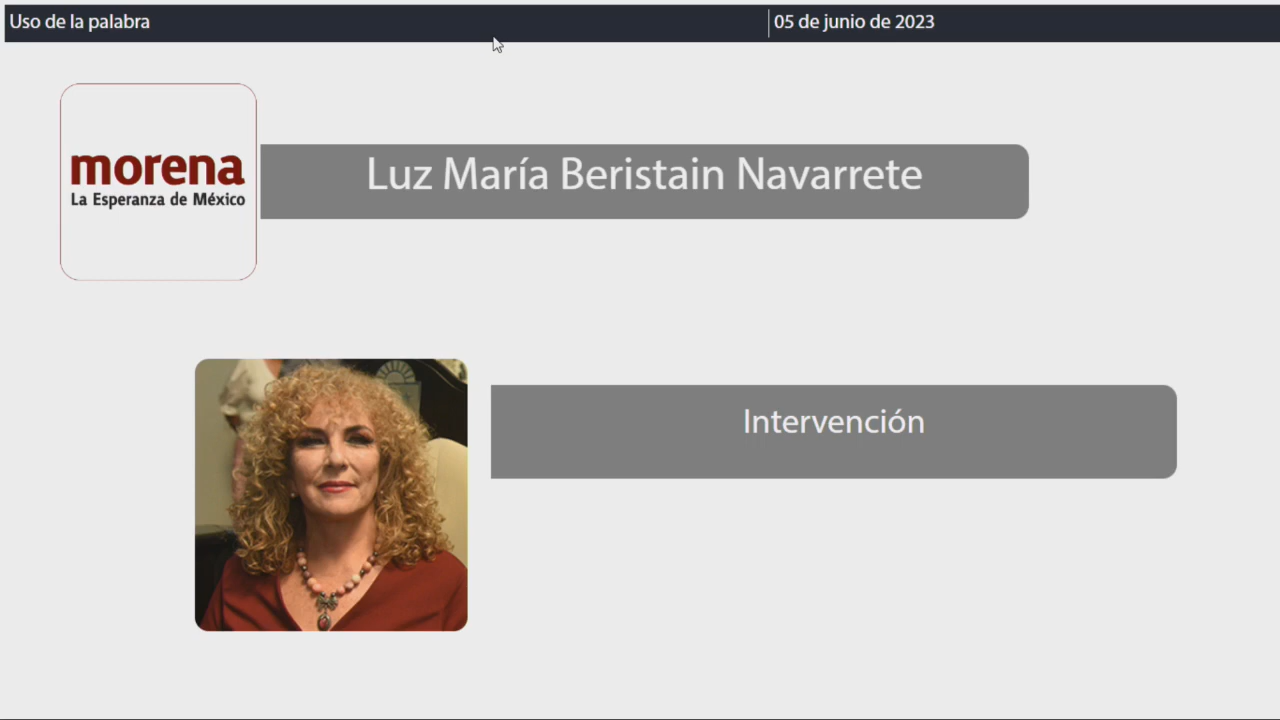 Uso de la palabra
05 de junio de 2023
morena
La Esperanza de México
Luz María Beristain Navarrete
Intervención